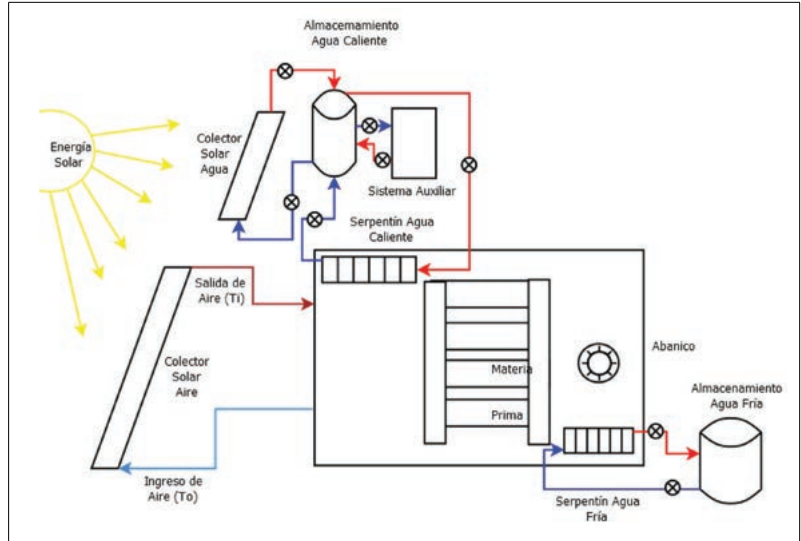 Almacemamiento
Agua Caliente
Energía
Solar
Colector
Solar
Agua
Sistema Auxiliar
Serpentín Agua
Caliente
Salida de
Aire (Ti)
Colector
Solar
Aire
Materia
Prima
Abanico
Almacenamiento
Agua Fría
Ingreso de
Aire (To)
Serpentín Agua
Fría